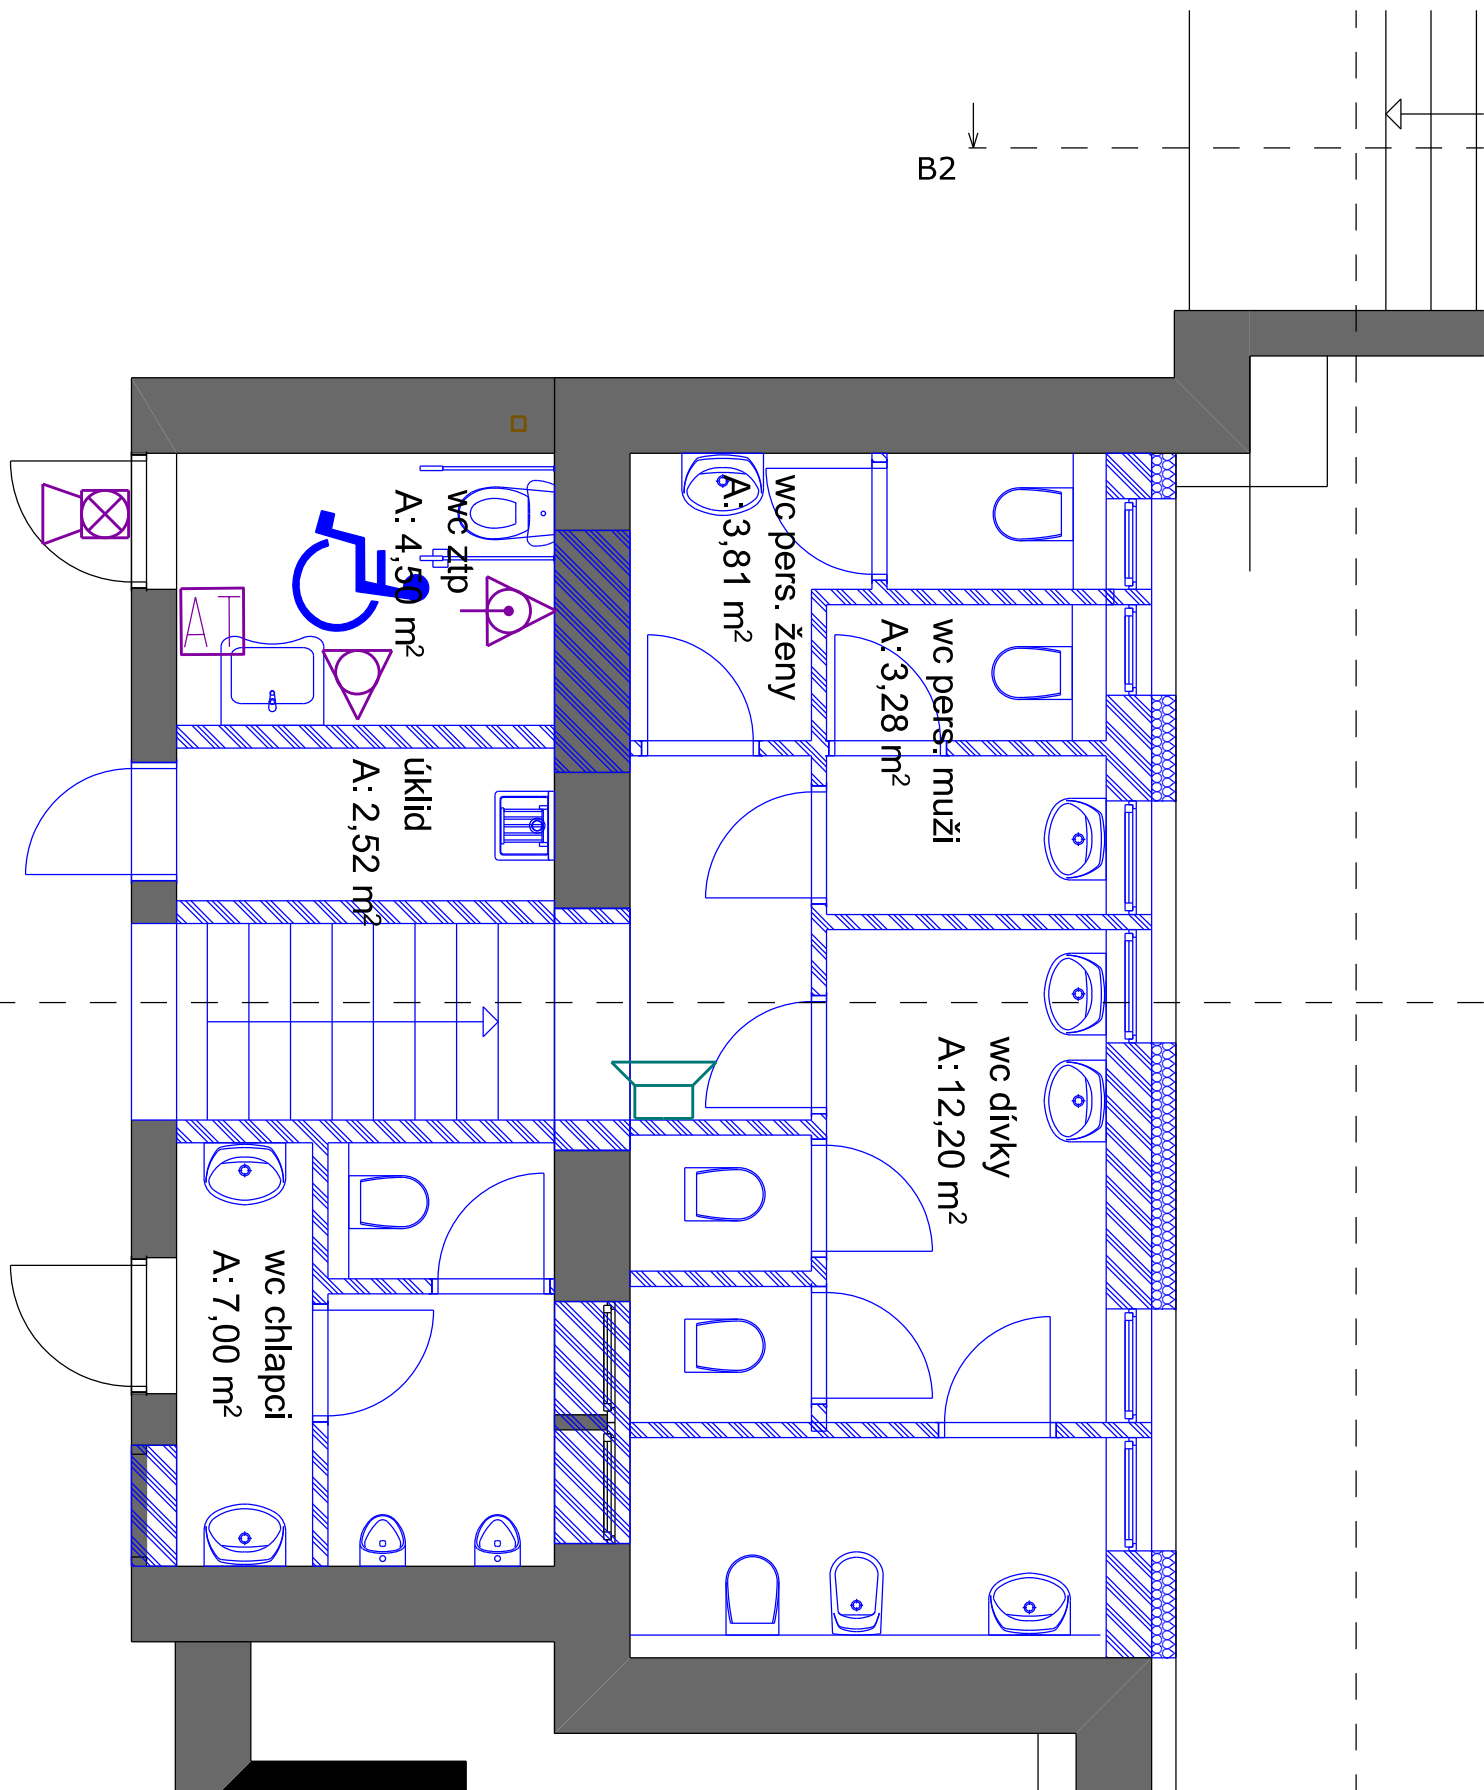 B2
wc ztp
A: 4,50 m²
AT
wc pers. ženy
A: 3,81 m²
wc pers. muži
A: 3,28 m²
úklid
A: 2,52 m²
wc dívky
A: 12,20 m²
wc chlapci
A: 7,00 m²